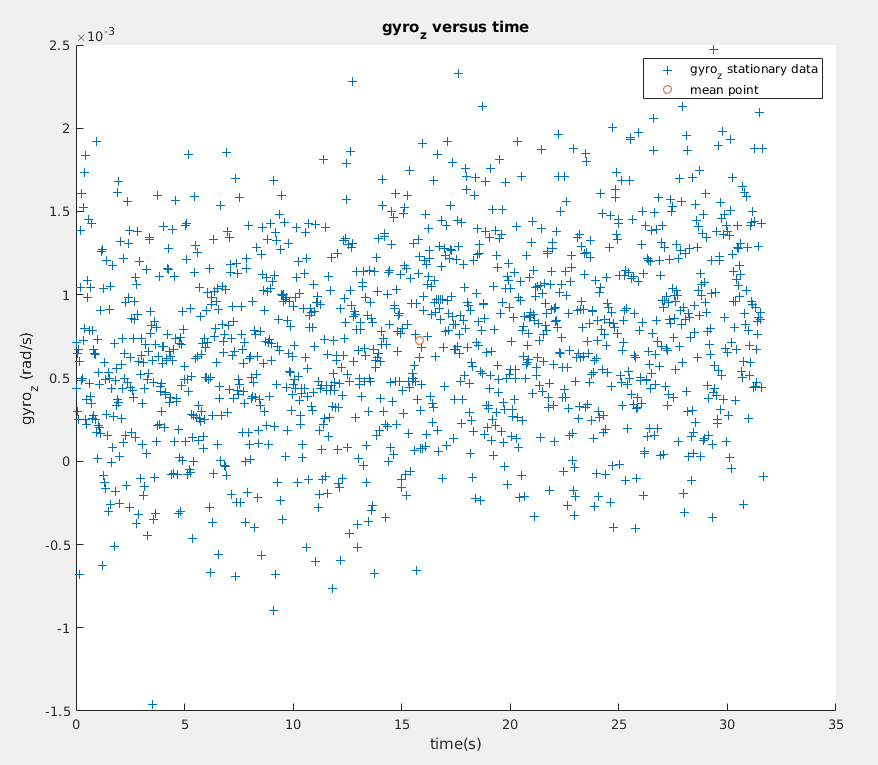 gyro_z versus time
×10^-3
2.5
2
1.5
1
0.5
0
-0.5
-1
-1.5
gyro_z (rad/s)
gyro_z stationary data
mean point
0 5 10 15 20 25 30 35
time(s)